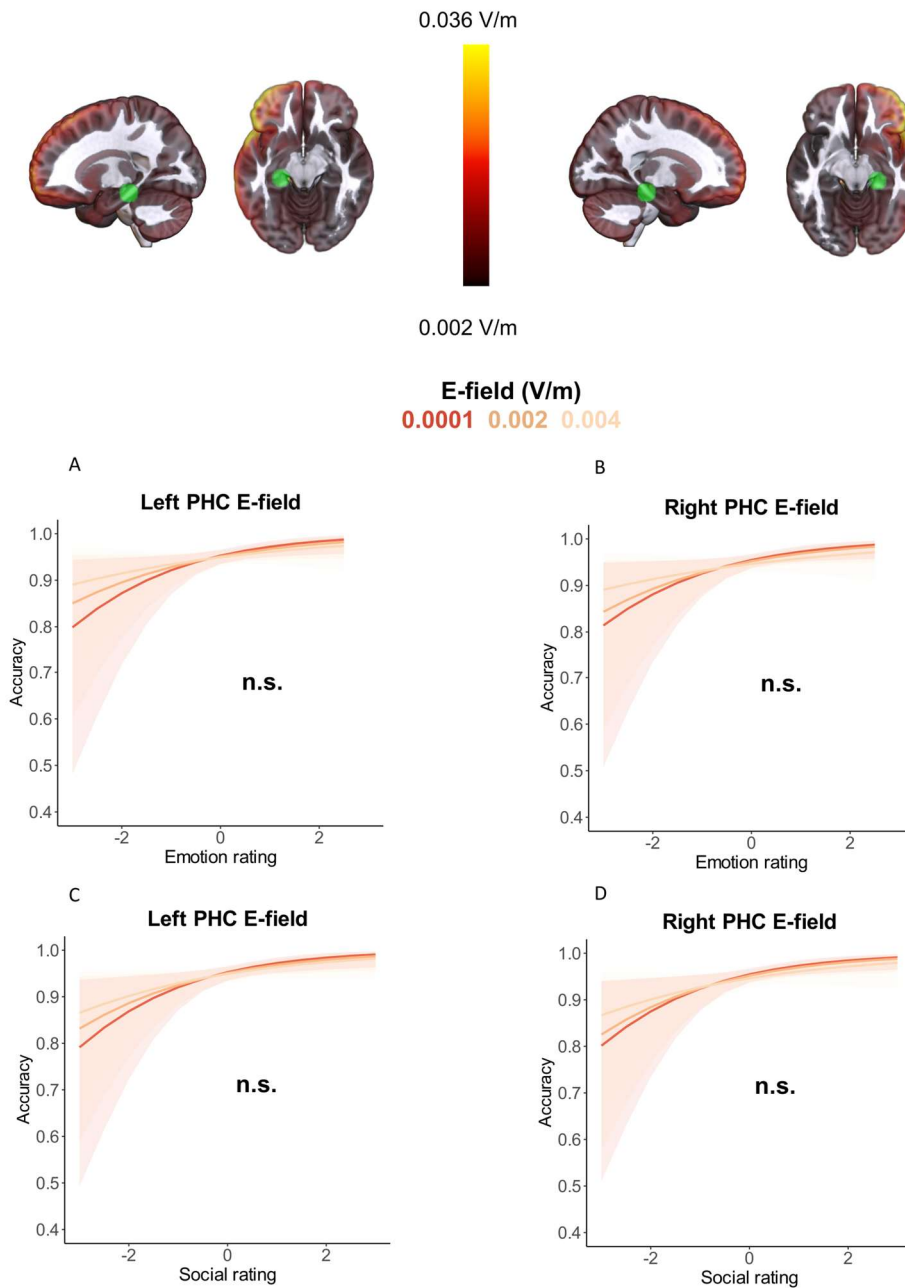 0.036 V/m
0.002 V/m
E-field (V/m)
0.0001 0.002 0.004
A
Left PHC E-field
1.0
0.9
0.8
0.7
0.6
0.5
0.4
Accuracy
n.s.
-2 0 2
Emotion rating
B
Right PHC E-field
1.0
0.9
0.8
0.7
0.6
0.5
0.4
Accuracy
n.s.
-2 0 2
Emotion rating
C
Left PHC E-field
1.0
0.9
0.8
0.7
0.6
0.5
0.4
Accuracy
n.s.
-2 0 2
Social rating
D
Right PHC E-field
1.0
0.9
0.8
0.7
0.6
0.5
0.4
Accuracy
n.s.
-2 0 2
Social rating